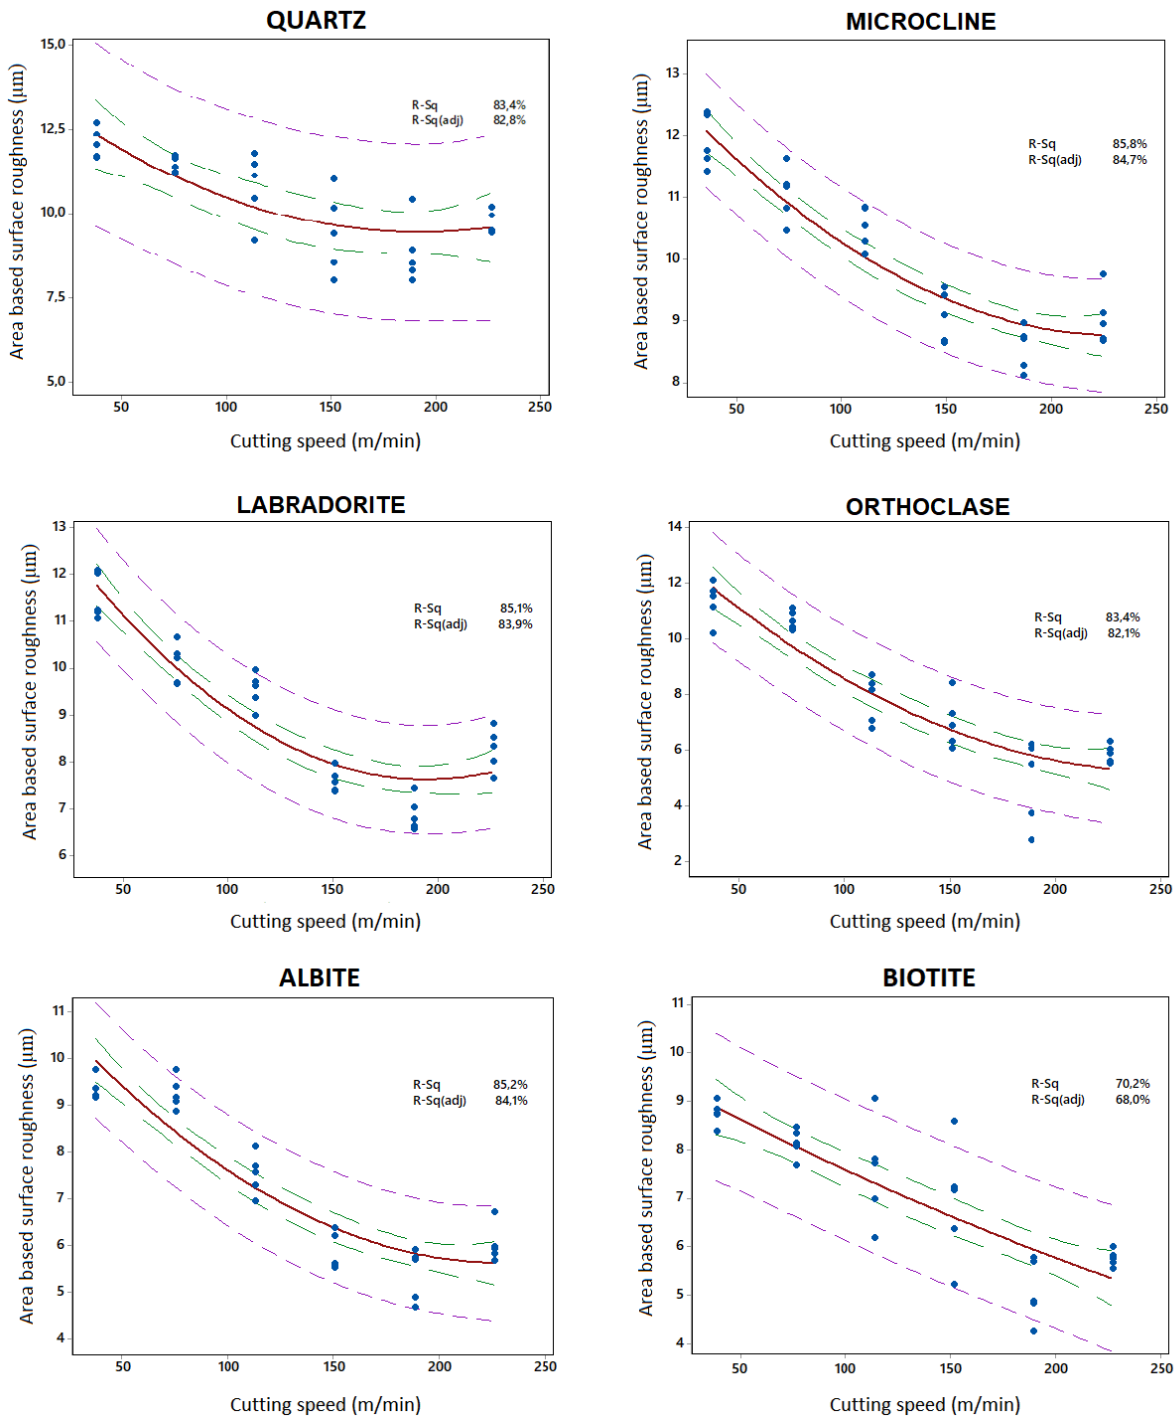 QUARTZ
Area based surface roughness (µm)
15,0
12,5
10,0
7,5
5,0
R-Sq 83,4%
R-Sq(adj) 82,8%
50 100 150 200 250
Cutting speed (m/min)
MICROCLINE
Area based surface roughness (µm)
13
12
11
10
9
8
R-Sq 85,8%
R-Sq(adj) 84,7%
50 100 150 200 250
Cutting speed (m/min)
LABRADORITE
Area based surface roughness (µm)
13
12
11
10
9
8
7
6
R-Sq 85,1%
R-Sq(adj) 83,9%
50 100 150 200 250
Cutting speed (m/min)
ORTHOCLASE
Area based surface roughness (µm)
14
12
10
8
6
4
2
R-Sq 83,4%
R-Sq(adj) 82,1%
50 100 150 200 250
Cutting speed (m/min)
ALBITE
Area based surface roughness (µm)
11
10
9
8
7
6
5
4
R-Sq 85,2%
R-Sq(adj) 84,1%
50 100 150 200 250
Cutting speed (m/min)
BIOTITE
Area based surface roughness (µm)
11
10
9
8
7
6
5
4
R-Sq 70,2%
R-Sq(adj) 68,0%
50 100 150 200 250
Cutting speed (m/min)